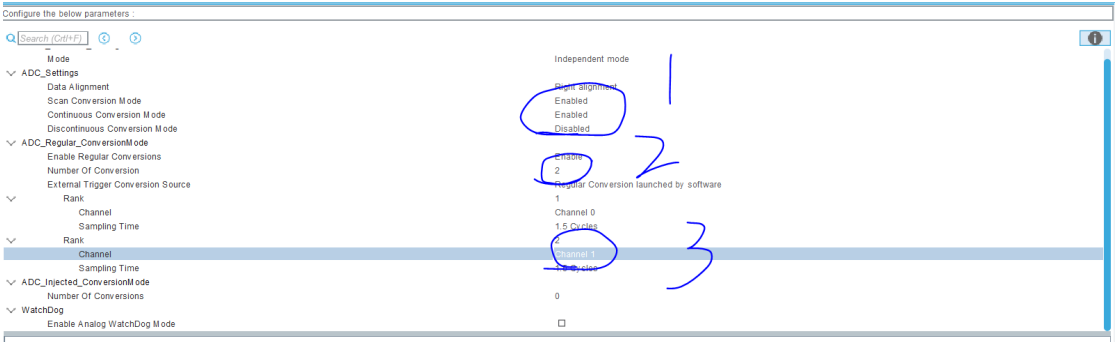 Configure the below parameters :
Search (Crtl+F)
Mode Independent mode
ADC_Settings
Data Alignment Right alignment
Scan Conversion Mode Enabled
Continuous Conversion Mode Enabled
Discontinuous Conversion Mode Disabled
1
ADC_Regular_ConversionMode
Enable Regular Conversions Enable
Number Of Conversion 2
2
External Trigger Conversion Source Regular Conversion launched by software
Rank 1
Channel Channel 0
Sampling Time 1.5 Cycles
Rank 2
Channel Channel 1
3
Sampling Time 1.5 Cycles
ADC_Injected_ConversionMode
Number Of Conversions 0
WatchDog
Enable Analog WatchDog Mode